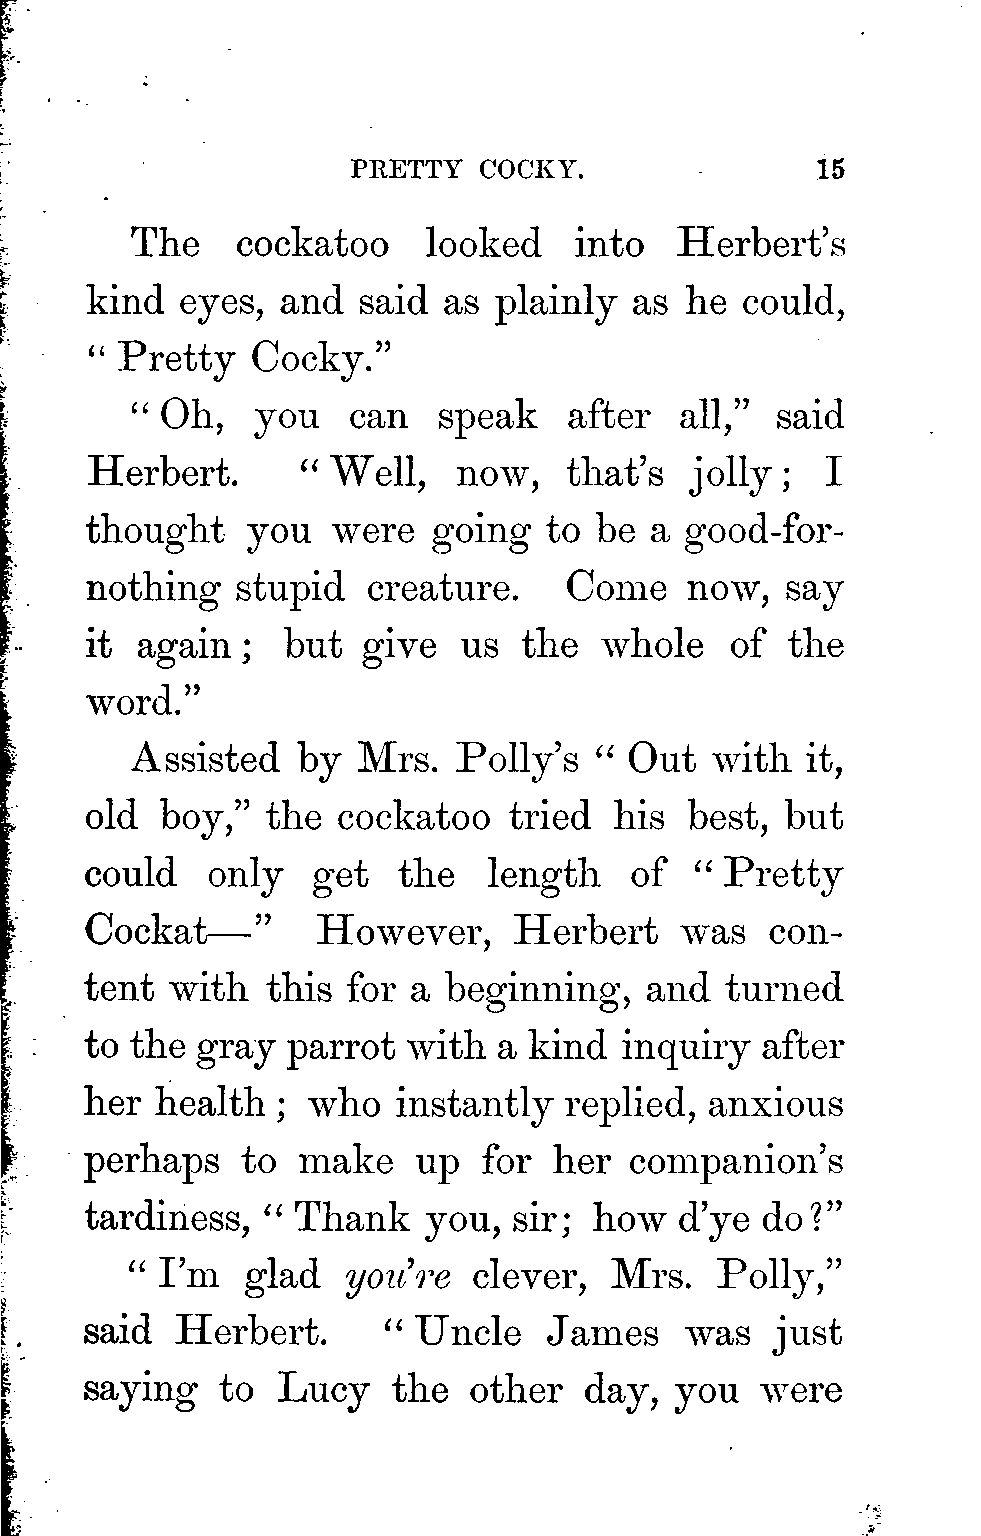 PRETTY COCKY. 15
The cockatoo looked into Herbert's
kind eyes, and said as plainly as he could,
“ Pretty Cocky.”
“ Oh, you can speak after all,” said
Herbert. “ Well, now, that's jolly ; I
thought you were going to be a good-for-
nothing stupid creature. Come now, say
it again ; but give us the whole of the
word.”
Assisted by Mrs. Polly's “ Out with it,
old boy,” the cockatoo tried his best, but
could only get the length of “ Pretty
Cockat—” However, Herbert was con-
tent with this for a beginning, and turned
to the gray parrot with a kind inquiry after
her health ; who instantly replied, anxious
perhaps to make up for her companion's
tardiness, “ Thank you, sir; how d'ye do?”
“ I'm glad you're clever, Mrs. Polly,”
said Herbert. “ Uncle James was just
saying to Lucy the other day, you were